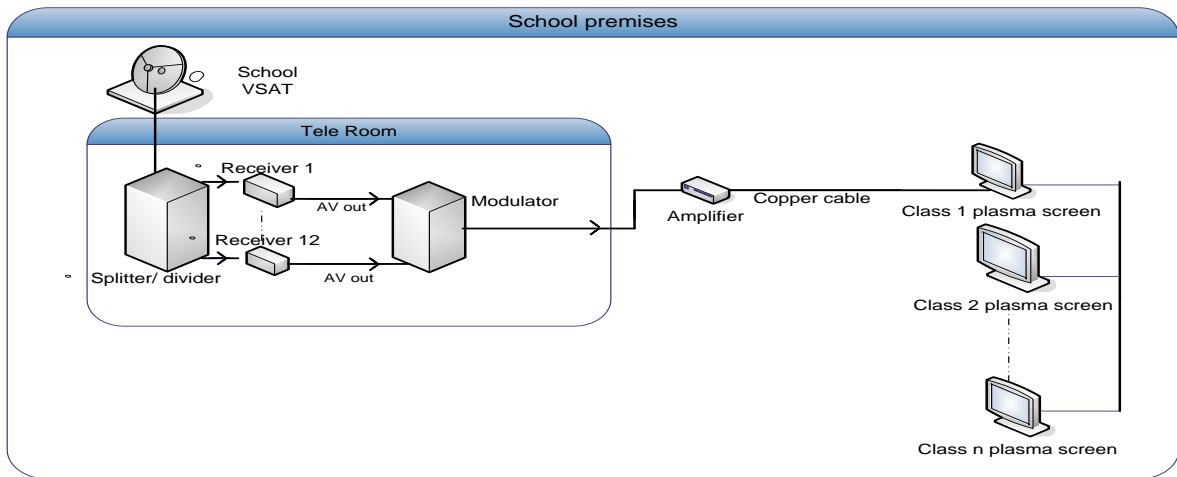 School premises
School
VSAT
Tele Room
Receiver 1
AV out
Modulator
Receiver 12
AV out
Splitter/ divider
Amplifier
Copper cable
Class 1 plasma screen
Class 2 plasma screen
Class n plasma screen